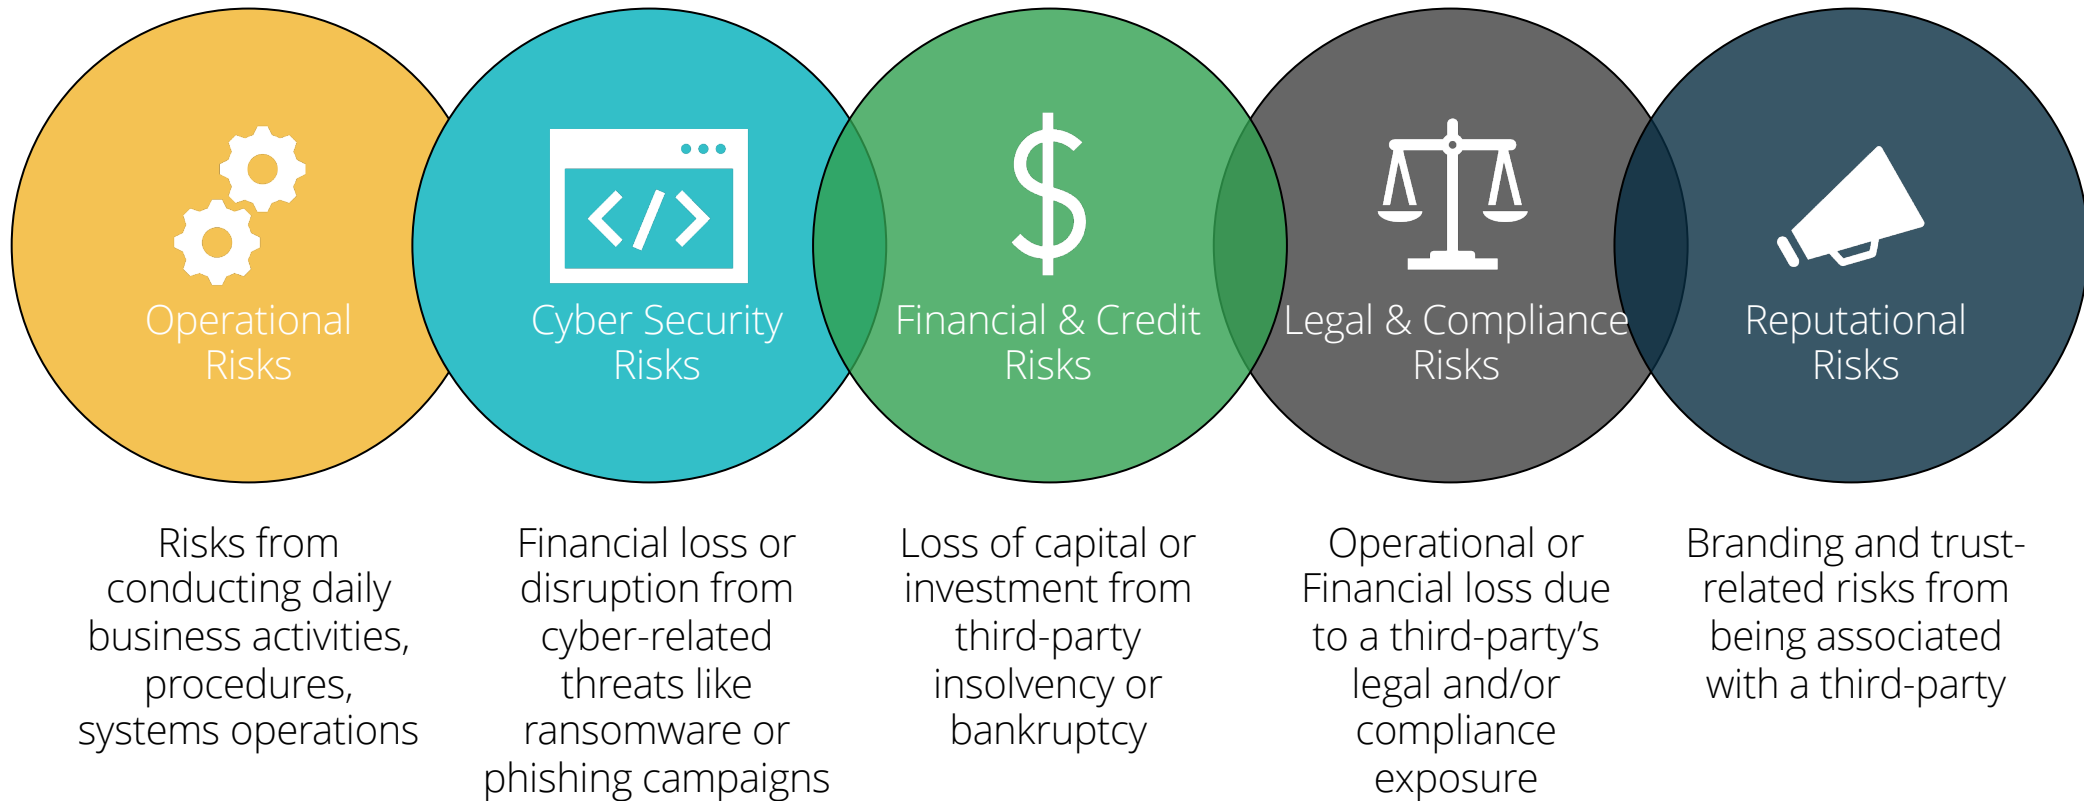 Operational
Risks
Cyber Security
Risks
Financial & Credit
Risks
Legal & Compliance
Risks
Reputational
Risks
Risks from
conducting daily
business activities,
procedures,
systems operations
Financial loss or
disruption from
cyber-related
threats like
ransomware or
phishing campaigns
Loss of capital or
investment from
third-party
insolvency or
bankruptcy
Operational or
Financial loss due
to a third-party’s
legal and/or
compliance
exposure
Branding and trust-
related risks from
being associated
with a third-party